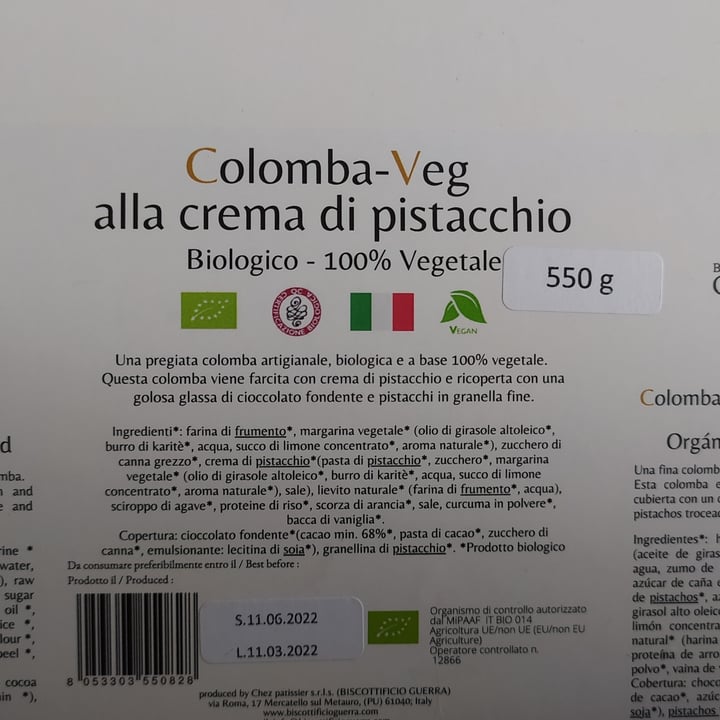 Colomba-Veg
alla crema di pistacchio
Biologico - 100% Vegetale
550 g
QC
CERTIFICAZIONE BIOLOGICA
VEGAN
Una pregiata colomba artigianale, biologica e a base 100% vegetale.
Questa colomba viene farcita con crema di pistacchio e ricoperta con una
golosa glassa di cioccolato fondente e pistacchi in granella fine.
Ingredienti*: farina di frumento*, margarina vegetale* (olio di girasole altoleico*,
burro di karitè*, acqua, succo di limone concentrato*, aroma naturale*), zucchero di
canna grezzo*, crema di pistacchio*(pasta di pistacchio*, zucchero*, margarina
vegetale* (olio di girasole altoleico*, burro di karitè*, acqua, succo di limone
concentrato*, aroma naturale*), sale), lievito naturale* (farina di frumento*, acqua),
sciroppo di agave*, proteine di riso*, scorza di arancia*, sale, curcuma in polvere*,
bacca di vaniglia*.
Copertura: cioccolato fondente*(cacao min. 68%*, pasta di cacao*, zucchero di
canna*, emulsionante: lecitina di soia*), granellina di pistacchio*. *Prodotto biologico
Da consumare preferibilmente entro il / Best before :
Prodotto il / Produced :
S.11.06.2022
L.11.03.2022
8 053303 550828
Organismo di controllo autorizzato
dal MiPAAF IT BIO 014
Agricoltura UE/non UE (EU/non EU
Agriculture)
Operatore controllato n.
12866
produced by Chez patissier s.r.l.s. (BISCOTTIFICIO GUERRA)
via Roma, 17 Mercatello sul Metauro, (PU) 61040; Italy
www.biscottificioguerra.com
mba.
and
e and
rine *
water,
), raw
sugar
oil *,
ice *,
lour *,
peel *,
cocoa
in *),
Colomba
Orgán
Una fina colomb
Esta colomba e
cubierta con un
pistachos trocea
Ingredientes*: h
(aceite de giras
agua, zumo de
azúcar de caña
de pistachos*, a
girasol alto oleic
limón concentra
natural* (harina
proteína de arro
polvo*, vaina de
Cobertura: choco
de cacao*, azúc
soja*), pistachos